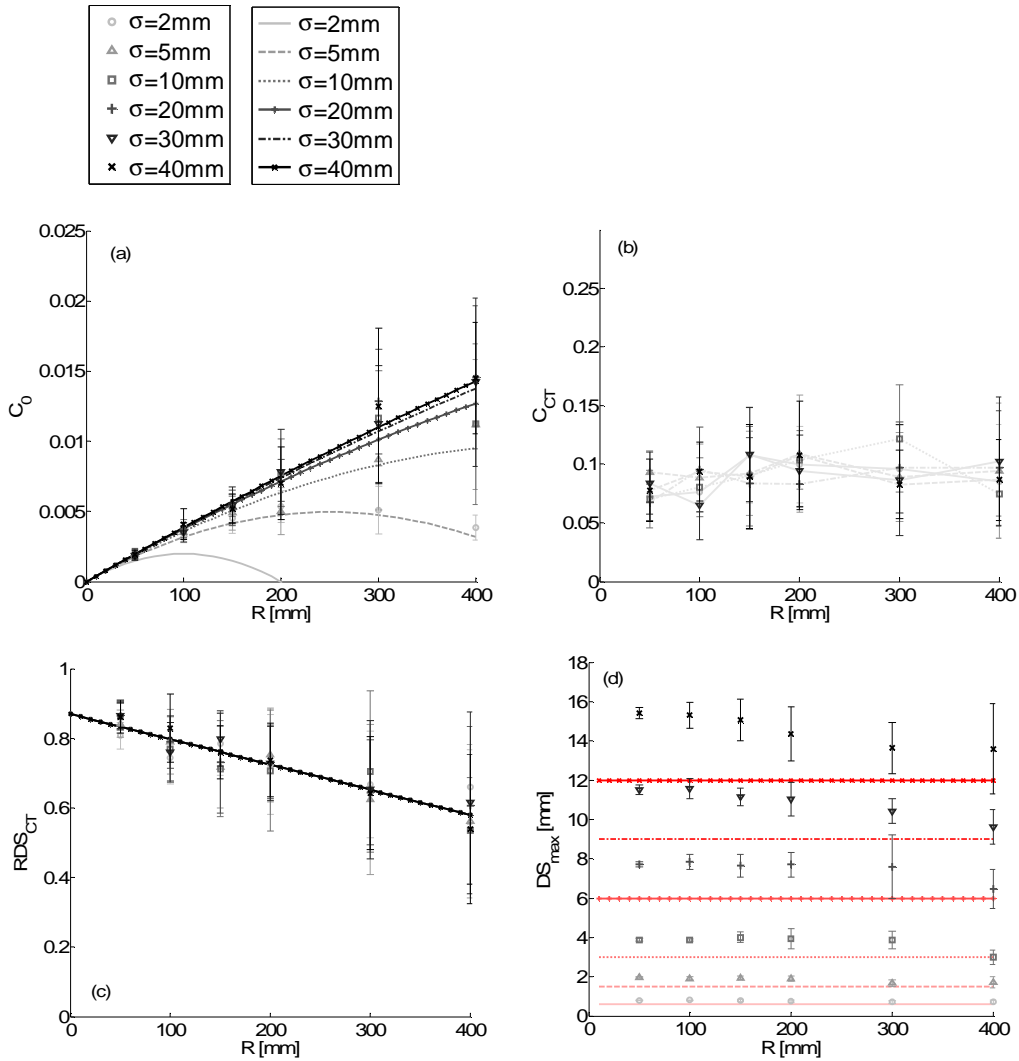 σ=2mm
σ=5mm
σ=10mm
σ=20mm
σ=30mm
σ=40mm
σ=2mm
σ=5mm
σ=10mm
σ=20mm
σ=30mm
σ=40mm
(a)
0.025
0.02
0.015
0.01
0.005
0
C0
0
100
200
300
400
R [mm]
(b)
0.25
0.2
0.15
0.1
0.05
0
CCT
0
100
200
300
400
R [mm]
(c)
1
0.8
0.6
0.4
0.2
0
RDSCT
0
100
200
300
400
R [mm]
(d)
18
16
14
12
10
8
6
4
2
0
DSmax [mm]
0
100
200
300
400
R [mm]